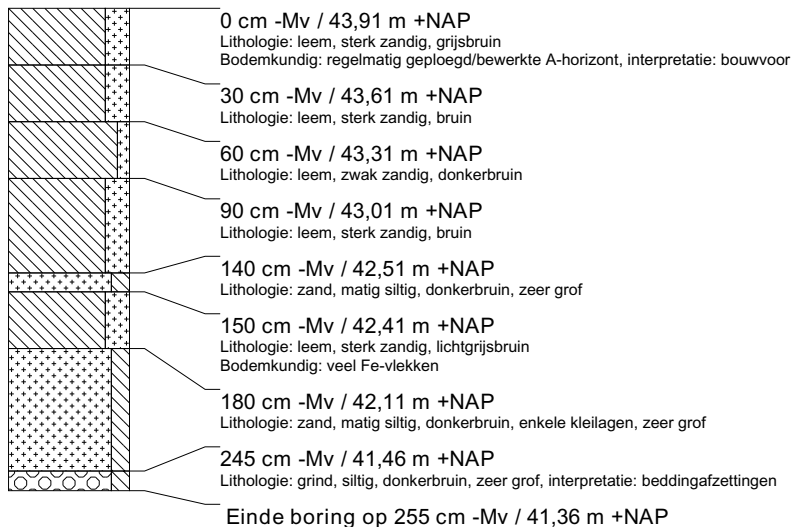 0 cm -Mv / 43,91 m +NAP
Lithologie: leem, sterk zandig, grijsbruin
Bodemkundig: regelmatig geploegd/bewerkte A-horizont, interpretatie: bouwvoor
30 cm -Mv / 43,61 m +NAP
Lithologie: leem, sterk zandig, bruin
60 cm -Mv / 43,31 m +NAP
Lithologie: leem, zwak zandig, donkerbruin
90 cm -Mv / 43,01 m +NAP
Lithologie: leem, sterk zandig, bruin
140 cm -Mv / 42,51 m +NAP
Lithologie: zand, matig siltig, donkerbruin, zeer grof
150 cm -Mv / 42,41 m +NAP
Lithologie: leem, sterk zandig, lichtgrijsbruin
Bodemkundig: veel Fe-vlekken
180 cm -Mv / 42,11 m +NAP
Lithologie: zand, matig siltig, donkerbruin, enkele kleilagen, zeer grof
245 cm -Mv / 41,46 m +NAP
Lithologie: grind, siltig, donkerbruin, zeer grof, interpretatie: beddingafzettingen
Einde boring op 255 cm -Mv / 41,36 m +NAP